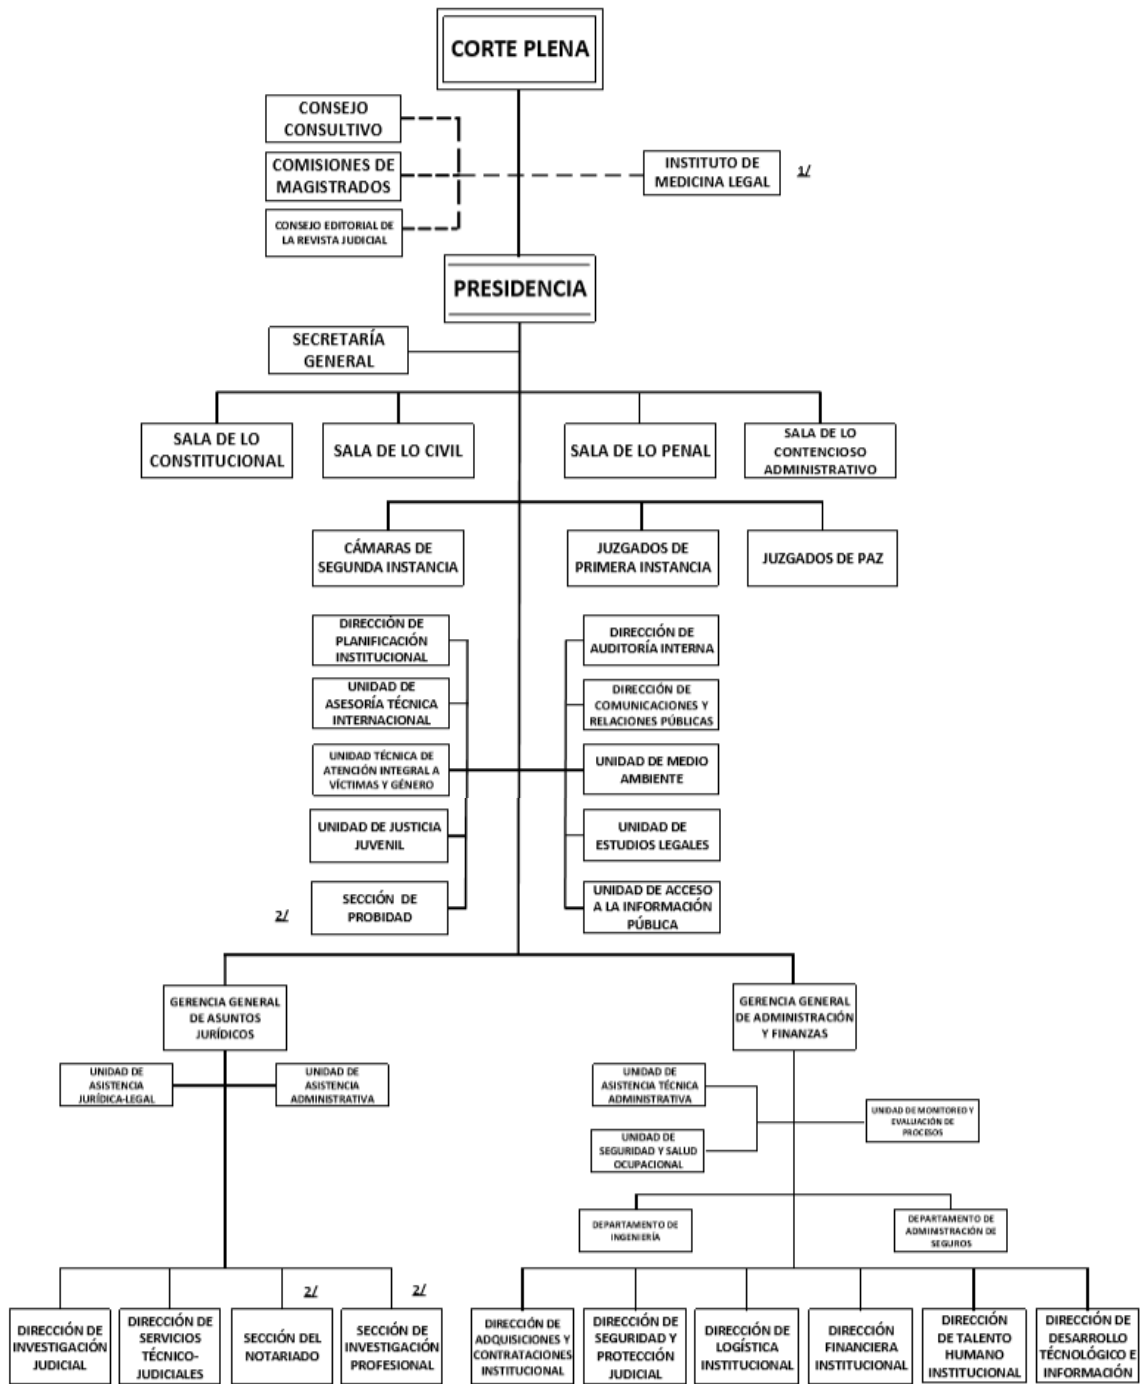 CORTE PLENA
CONSEJO
CONSULTIVO
COMISIONES DE
MAGISTRADOS
INSTITUTO DE
MEDICINA LEGAL
1/
CONSEJO EDITORIAL DE
LA REVISTA JUDICIAL
PRESIDENCIA
SECRETARÍA
GENERAL
SALA DE LO
CONSTITUCIONAL
SALA DE LO CIVIL
SALA DE LO PENAL
SALA DE LO
CONTENCIOSO
ADMINISTRATIVO
CÁMARAS DE
SEGUNDA INSTANCIA
JUZGADOS DE
PRIMERA INSTANCIA
JUZGADOS DE PAZ
DIRECCIÓN DE
PLANIFICACIÓN
INSTITUCIONAL
DIRECCIÓN DE
AUDITORÍA INTERNA
UNIDAD DE
ASESORÍA TÉCNICA
INTERNACIONAL
DIRECCIÓN DE
COMUNICACIONES Y
RELACIONES PÚBLICAS
UNIDAD TÉCNICA DE
ATENCIÓN INTEGRAL A
VÍCTIMAS Y GÉNERO
UNIDAD DE MEDIO
AMBIENTE
UNIDAD DE JUSTICIA
JUVENIL
UNIDAD DE
ESTUDIOS LEGALES
2/
SECCIÓN DE
PROBIDAD
UNIDAD DE ACCESO
A LA INFORMACIÓN
PÚBLICA
GERENCIA GENERAL
DE ASUNTOS
JURÍDICOS
GERENCIA GENERAL
DE ADMINISTRACIÓN
Y FINANZAS
UNIDAD DE
ASISTENCIA
JURÍDICA-LEGAL
UNIDAD DE
ASISTENCIA
ADMINISTRATIVA
UNIDAD DE
ASISTENCIA TÉCNICA
ADMINISTRATIVA
UNIDAD DE MONITOREO Y
EVALUACIÓN DE
PROCESOS
UNIDAD DE
SEGURIDAD Y SALUD
OCUPACIONAL
DEPARTAMENTO DE
INGENIERÍA
DEPARTAMENTO DE
ADMINISTRACIÓN DE
SEGUROS
DIRECCIÓN DE
INVESTIGACIÓN
JUDICIAL
DIRECCIÓN DE
SERVICIOS
TÉCNICO-
JUDICIALES
2/
SECCIÓN DEL
NOTARIADO
2/
SECCIÓN DE
INVESTIGACIÓN
PROFESIONAL
DIRECCIÓN DE
ADQUISICIONES Y
CONTRATACIONES
INSTITUCIONAL
DIRECCIÓN DE
SEGURIDAD Y
PROTECCIÓN
JUDICIAL
DIRECCIÓN DE
LOGÍSTICA
INSTITUCIONAL
DIRECCIÓN
FINANCIERA
INSTITUCIONAL
DIRECCIÓN
DE TALENTO
HUMANO
INSTITUCIONAL
DIRECCIÓN DE
DESARROLLO
TÉCNOLÓGICO E
INFORMACIÓN